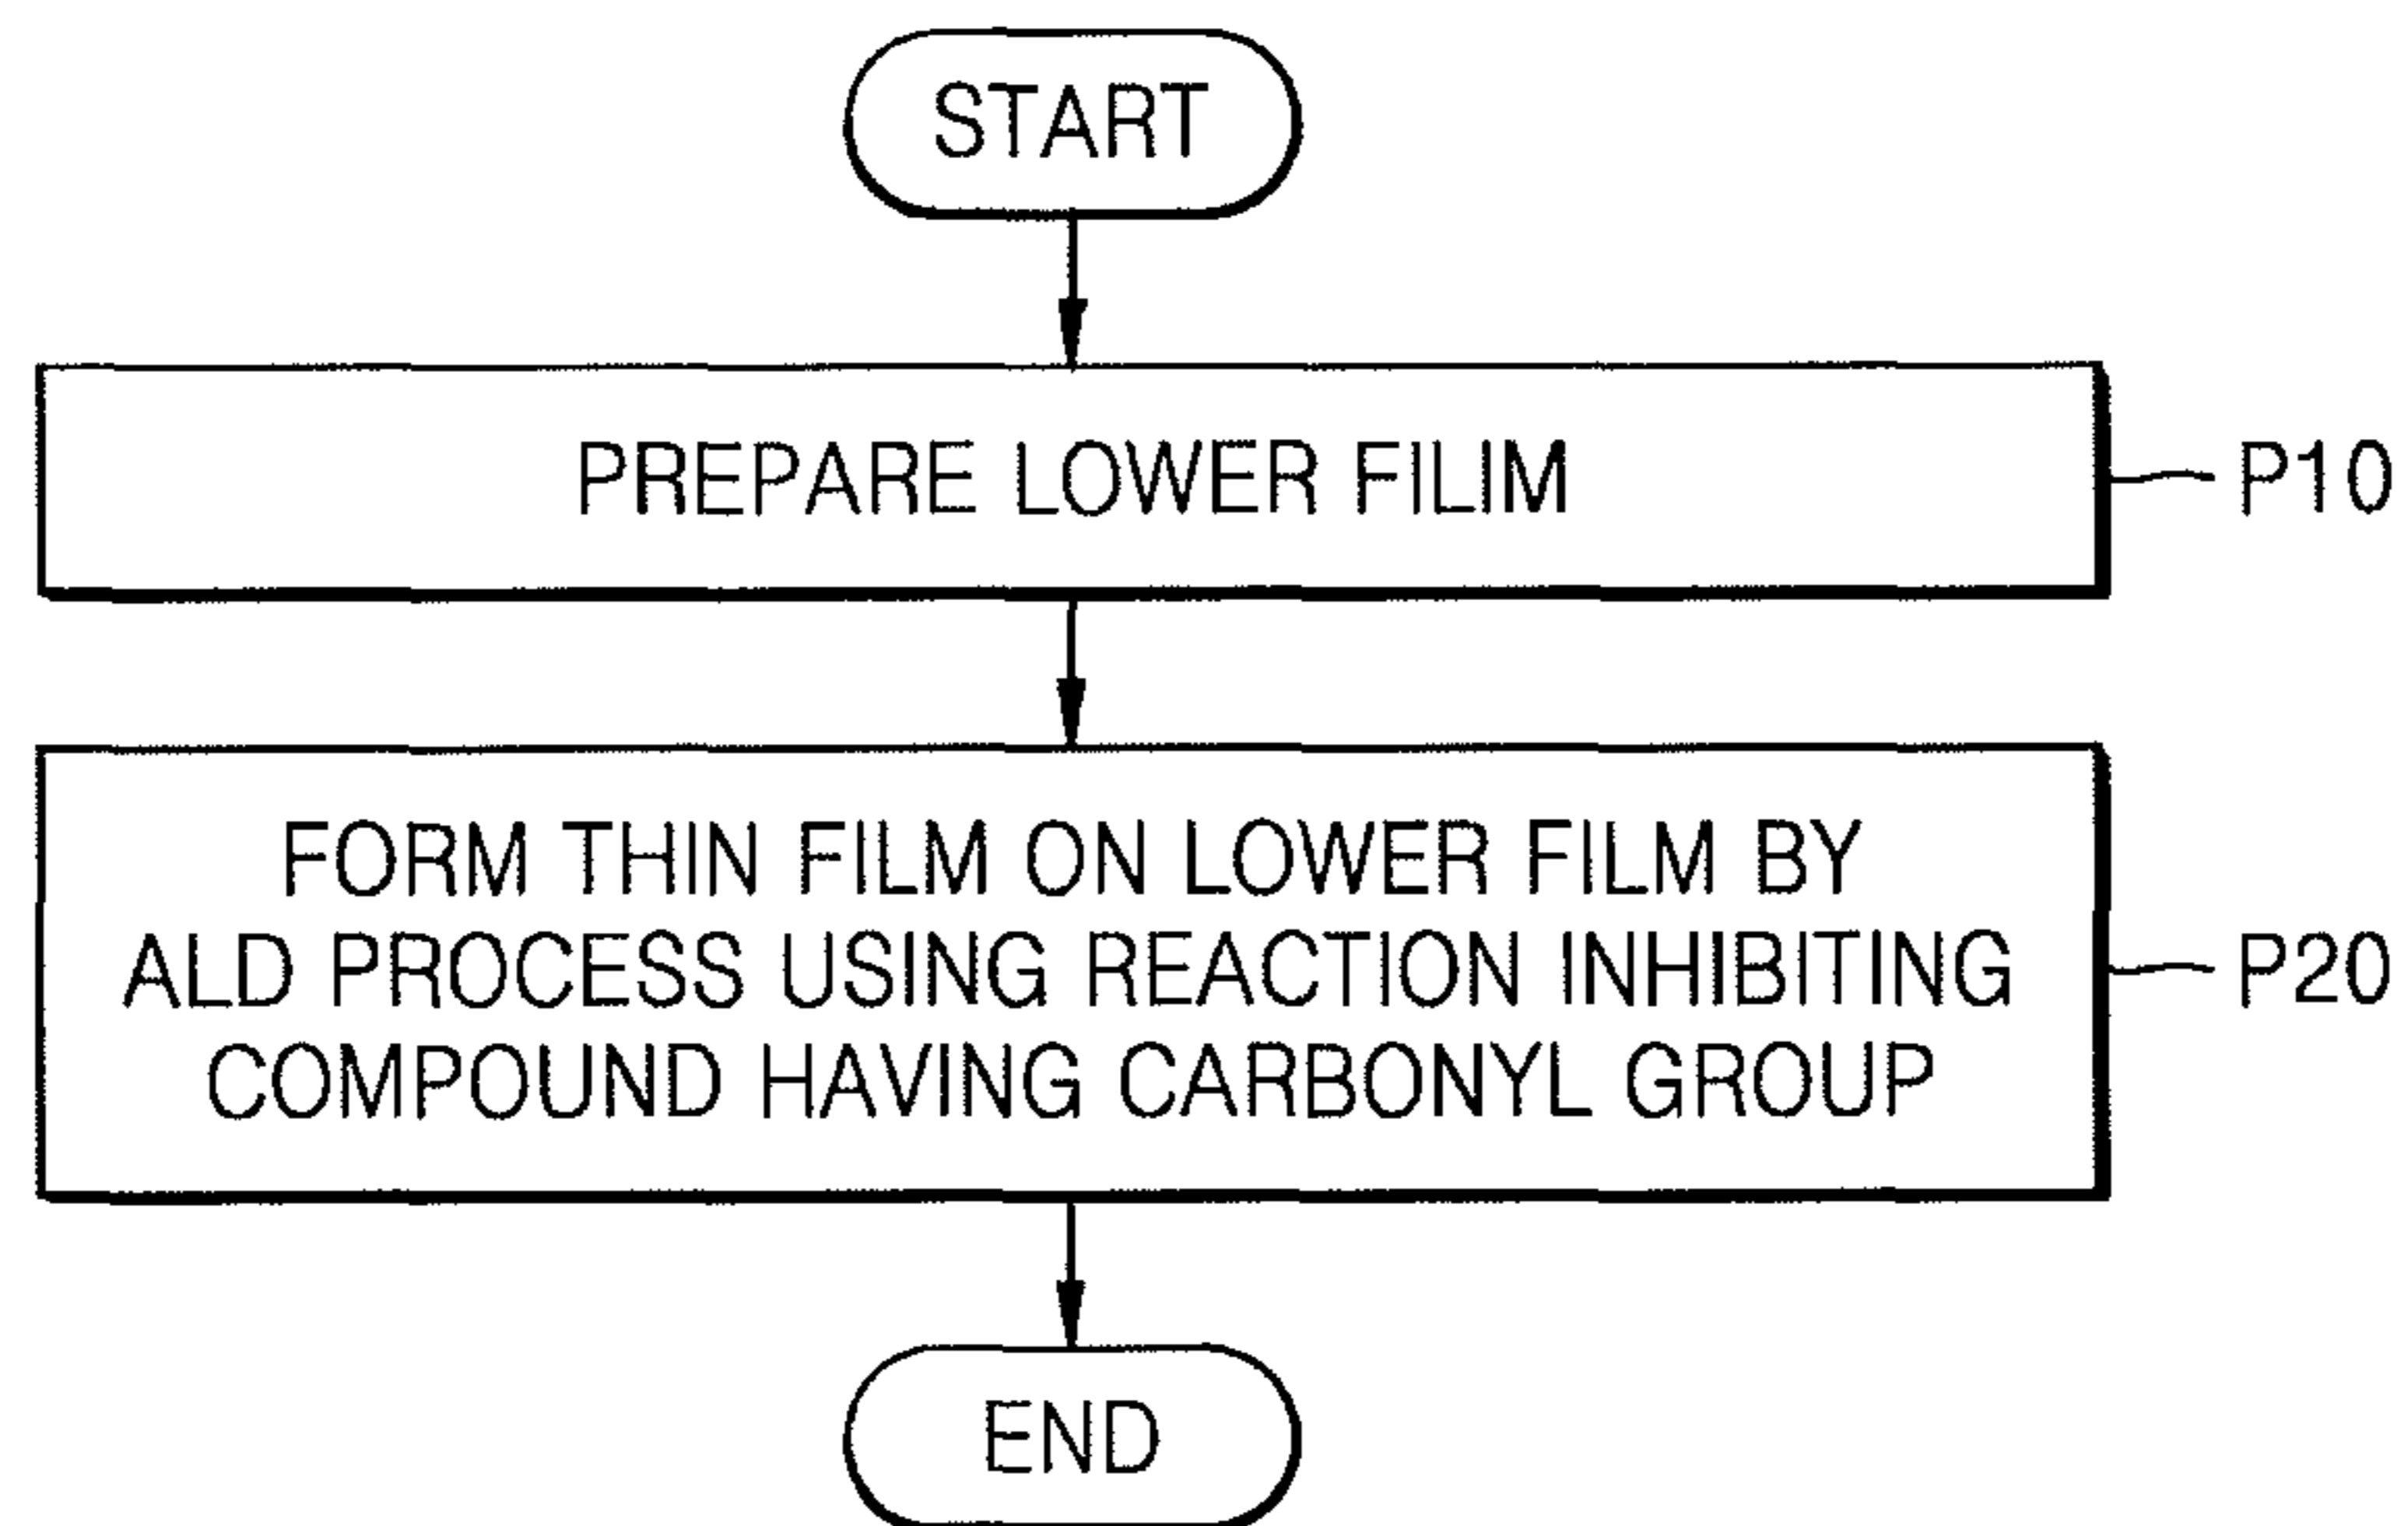 START
PREPARE LOWER FILIM
P10
FORM THIN FILM ON LOWER FILM BY
ALD PROCESS USING REACTION INHIBITING
P20
COMPOUND HAVING CARBONYL GROUP
END